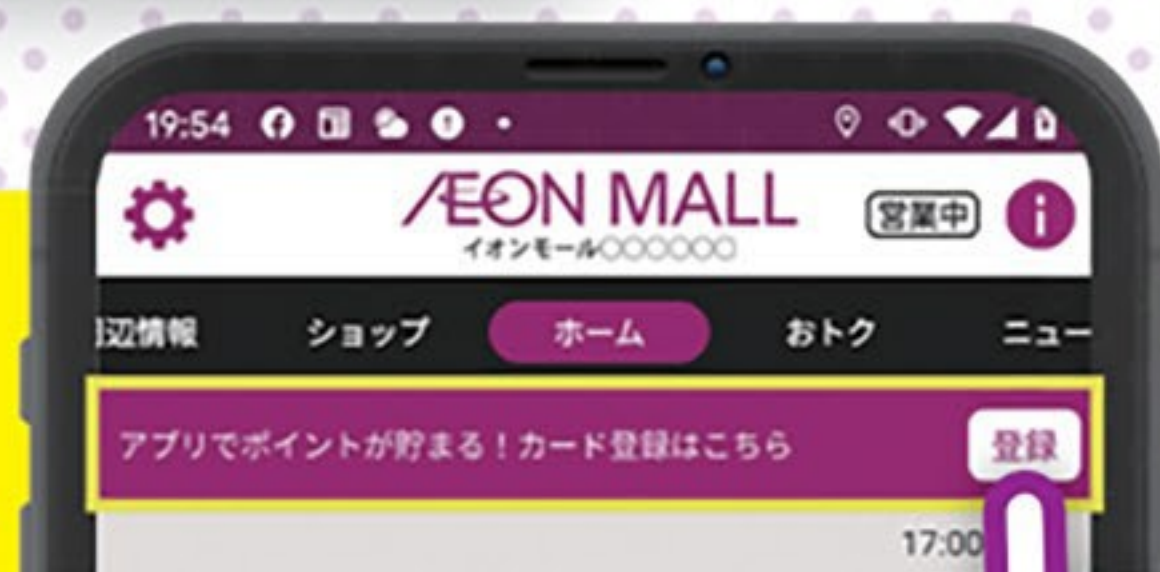 19:54
ÆON MALL
イオンモール○○○○○○
営業中
辺情報 ショップ ホーム おトク ニュー
アプリでポイントが貯まる!カード登録はこちら
登録
17:00